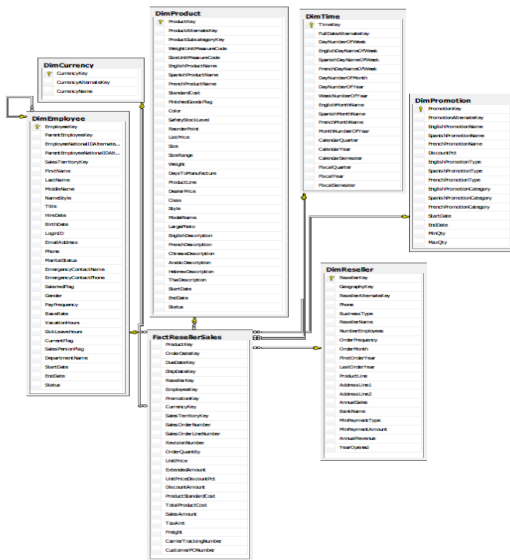 DimProduct
ProductKey
ProductAlternateKey
ProductSubcategoryKey
WeightUnitMeasureCode
SizeUnitMeasureCode
EnglishProductName
SpanishProductName
FrenchProductName
StandardCost
FinishedGoodsFlag
Color
SafetyStockLevel
ReorderPoint
ListPrice
Size
SizeRange
Weight
DaysToManufacture
ProductLine
DealerPrice
Class
Style
ModelName
LargePhoto
EnglishDescription
FrenchDescription
ChineseDescription
ArabicDescription
HebrewDescription
ThaiDescription
StartDate
EndDate
Status
DimTime
TimeKey
FullDateAlternateKey
DayNumberOfWeek
EnglishDayNameOfWeek
SpanishDayNameOfWeek
FrenchDayNameOfWeek
DayNumberOfMonth
DayNumberOfYear
WeekNumberOfYear
EnglishMonthName
SpanishMonthName
FrenchMonthName
MonthNumberOfYear
CalendarQuarter
CalendarYear
CalendarSemester
FiscalQuarter
FiscalYear
FiscalSemester
DimCurrency
CurrencyKey
CurrencyAlternateKey
CurrencyName
DimPromotion
PromotionKey
PromotionAlternateKey
EnglishPromotionName
SpanishPromotionName
FrenchPromotionName
DiscountPct
EnglishPromotionType
SpanishPromotionType
FrenchPromotionType
EnglishPromotionCategory
SpanishPromotionCategory
FrenchPromotionCategory
StartDate
EndDate
MinQty
MaxQty
DimEmployee
EmployeeKey
ParentEmployeeKey
EmployeeNationalIDAlternate...
ParentEmployeeNationalIDAlt...
SalesTerritoryKey
FirstName
LastName
MiddleName
NameStyle
Title
HireDate
BirthDate
LoginID
EmailAddress
Phone
MaritalStatus
EmergencyContactName
EmergencyContactPhone
SalariedFlag
Gender
PayFrequency
BaseRate
VacationHours
SickLeaveHours
CurrentFlag
SalesPersonFlag
DepartmentName
StartDate
EndDate
Status
DimReseller
ResellerKey
GeographyKey
ResellerAlternateKey
Phone
BusinessType
ResellerName
NumberEmployees
OrderFrequency
OrderMonth
FirstOrderYear
LastOrderYear
ProductLine
AddressLine1
AddressLine2
AnnualSales
BankName
MinPaymentType
MinPaymentAmount
AnnualRevenue
YearOpened
FactResellerSales
ProductKey
OrderDateKey
DueDateKey
ShipDateKey
ResellerKey
EmployeeKey
PromotionKey
CurrencyKey
SalesTerritoryKey
SalesOrderNumber
SalesOrderLineNumber
RevisionNumber
OrderQuantity
UnitPrice
ExtendedAmount
UnitPriceDiscountPct
DiscountAmount
ProductStandardCost
TotalProductCost
SalesAmount
TaxAmt
Freight
CarrierTrackingNumber
CustomerPONumber